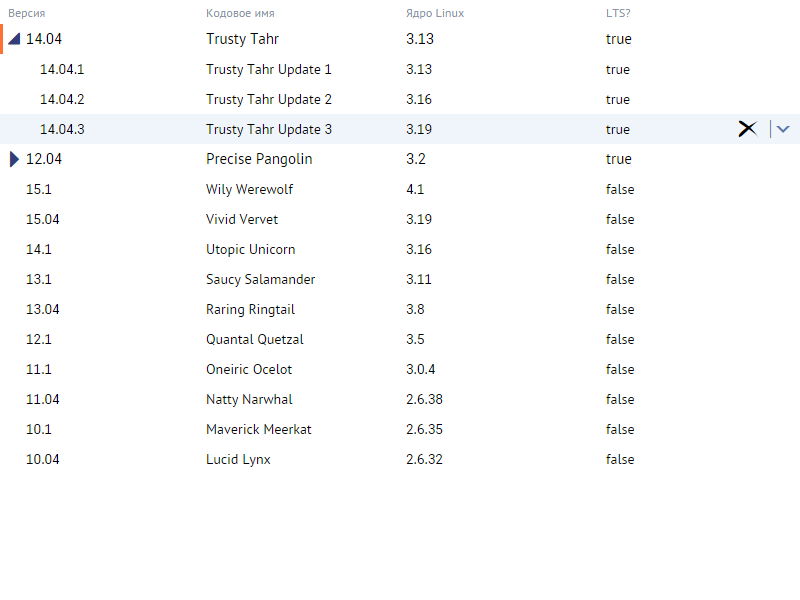 Версия Кодовое имя Ядро Linux LTS?
14.04 Trusty Tahr 3.13 true
14.04.1 Trusty Tahr Update 1 3.13 true
14.04.2 Trusty Tahr Update 2 3.16 true
14.04.3 Trusty Tahr Update 3 3.19 true
12.04 Precise Pangolin 3.2 true
15.1 Wily Werewolf 4.1 false
15.04 Vivid Vervet 3.19 false
14.1 Utopic Unicorn 3.16 false
13.1 Saucy Salamander 3.11 false
13.04 Raring Ringtail 3.8 false
12.1 Quantal Quetzal 3.5 false
11.1 Oneiric Ocelot 3.0.4 false
11.04 Natty Narwhal 2.6.38 false
10.1 Maverick Meerkat 2.6.35 false
10.04 Lucid Lynx 2.6.32 false